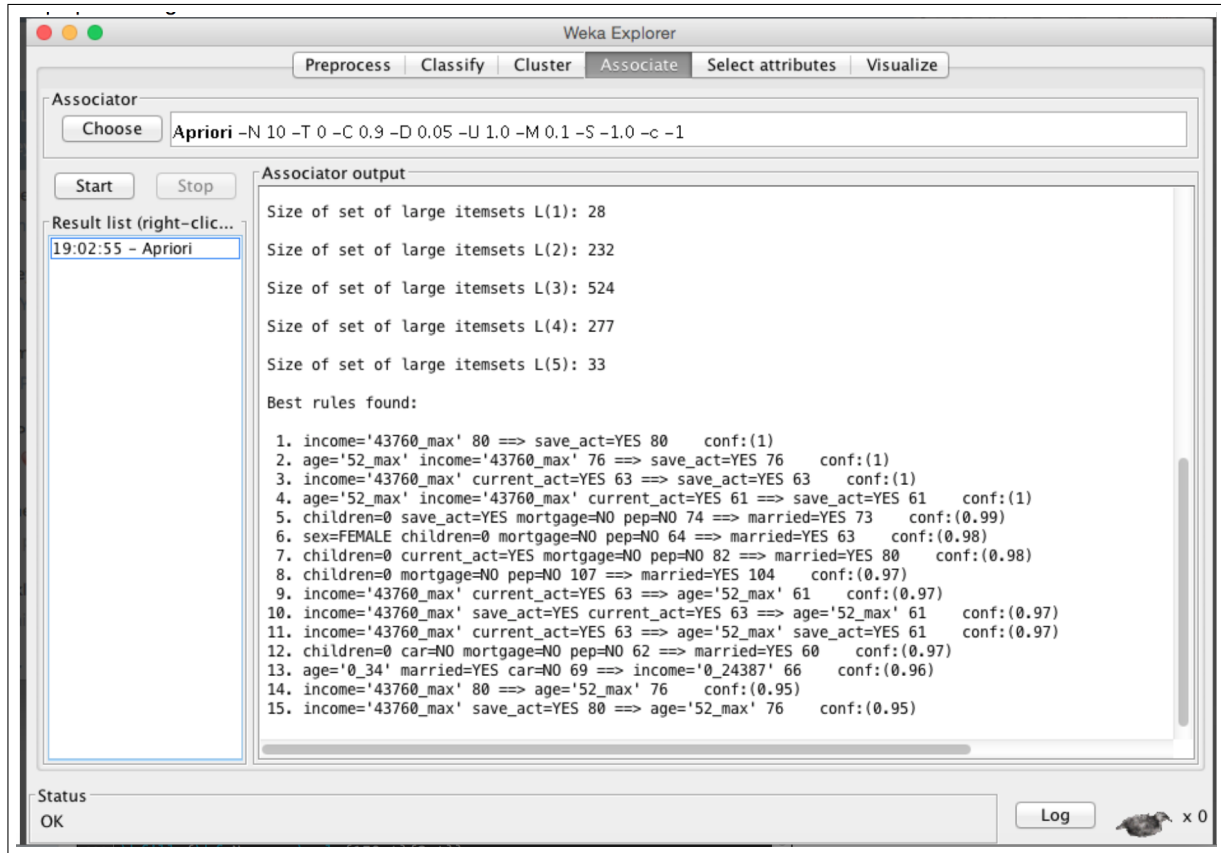 Weka Explorer
Preprocess Classify Cluster Associate Select attributes Visualize
Associator
Choose Apriori -N 10 -T 0 -C 0.9 -D 0.05 -U 1.0 -M 0.1 -S -1.0 -c -1
Start Stop
Result list (right-clic...
19:02:55 - Apriori
Associator output
Size of set of large itemsets L(1): 28
Size of set of large itemsets L(2): 232
Size of set of large itemsets L(3): 524
Size of set of large itemsets L(4): 277
Size of set of large itemsets L(5): 33
Best rules found:
1. income='43760_max' 80 ==> save_act=YES 80 conf:(1)
2. age='52_max' income='43760_max' 76 ==> save_act=YES 76 conf:(1)
3. income='43760_max' current_act=YES 63 ==> save_act=YES 63 conf:(1)
4. age='52_max' income='43760_max' current_act=YES 61 ==> save_act=YES 61 conf:(1)
5. children=0 save_act=YES mortgage=NO pep=NO 74 ==> married=YES 73 conf:(0.99)
6. sex=FEMALE children=0 mortgage=NO pep=NO 64 ==> married=YES 63 conf:(0.98)
7. children=0 current_act=YES mortgage=NO pep=NO 82 ==> married=YES 80 conf:(0.98)
8. children=0 mortgage=NO pep=NO 107 ==> married=YES 104 conf:(0.97)
9. income='43760_max' current_act=YES 63 ==> age='52_max' 61 conf:(0.97)
10. income='43760_max' save_act=YES current_act=YES 63 ==> age='52_max' 61 conf:(0.97)
11. income='43760_max' current_act=YES 63 ==> age='52_max' save_act=YES 61 conf:(0.97)
12. children=0 car=NO mortgage=NO pep=NO 62 ==> married=YES 60 conf:(0.97)
13. age='0_34' married=YES car=NO 69 ==> income='0_24387' 66 conf:(0.96)
14. income='43760_max' 80 ==> age='52_max' 76 conf:(0.95)
15. income='43760_max' save_act=YES 80 ==> age='52_max' 76 conf:(0.95)
Status
OK
Log x 0